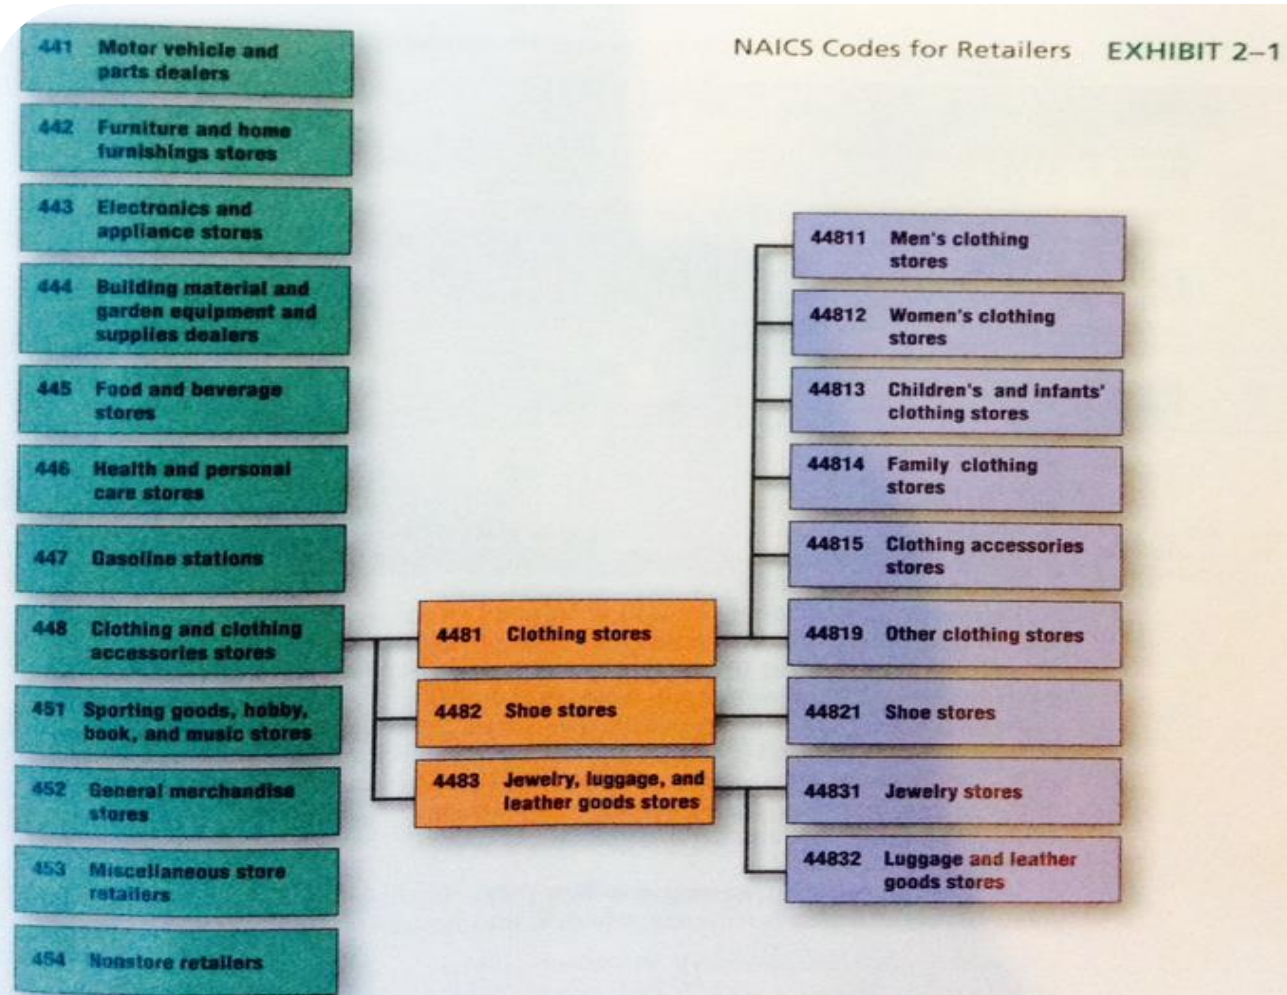 NAICS Codes for Retailers EXHIBIT 2–1
441 Motor vehicle and
parts dealers
442 Furniture and home
furnishings stores
443 Electronics and
appliance stores
444 Building material and
garden equipment and
supplies dealers
445 Food and beverage
stores
446 Health and personal
care stores
447 Gasoline stations
448 Clothing and clothing
accessories stores
451 Sporting goods, hobby,
book, and music stores
452 General merchandise
stores
453 Miscellaneous store
retailers
454 Nonstore retailers
4481 Clothing stores
4482 Shoe stores
4483 Jewelry, luggage, and
leather goods stores
44811 Men's clothing
stores
44812 Women's clothing
stores
44813 Children's and infants'
clothing stores
44814 Family clothing
stores
44815 Clothing accessories
stores
44819 Other clothing stores
44821 Shoe stores
44831 Jewelry stores
44832 Luggage and leather
goods stores